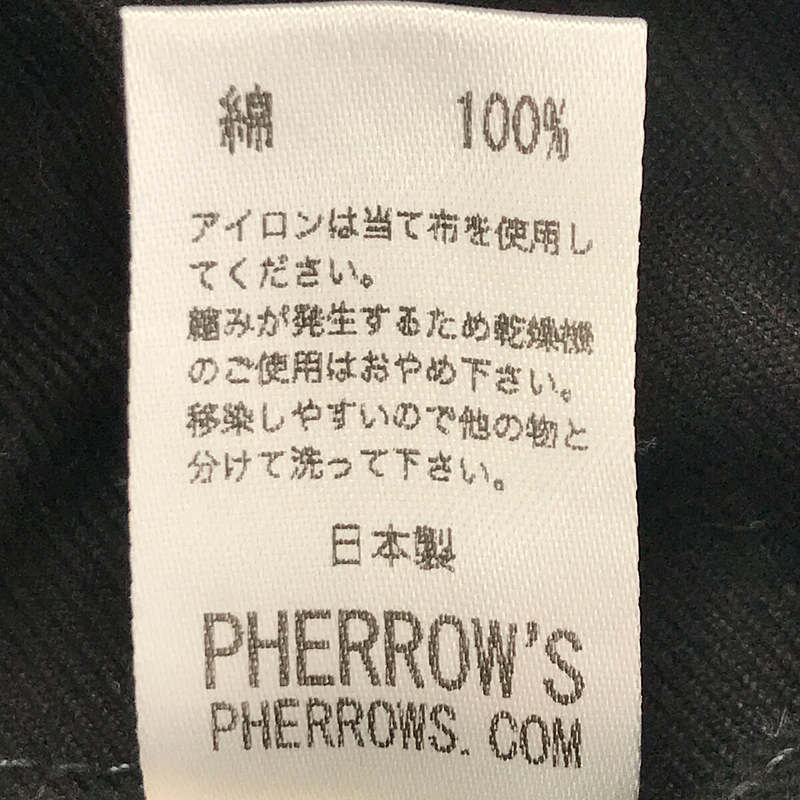 綿 100%
アイロンは当て布を使用し
てください。
縮みが発生するため乾燥機
のご使用はおやめ下さい。
移染しやすいので他の物と
分けて洗って下さい。
日本製
PHERROW'S
PHERROWS.COM